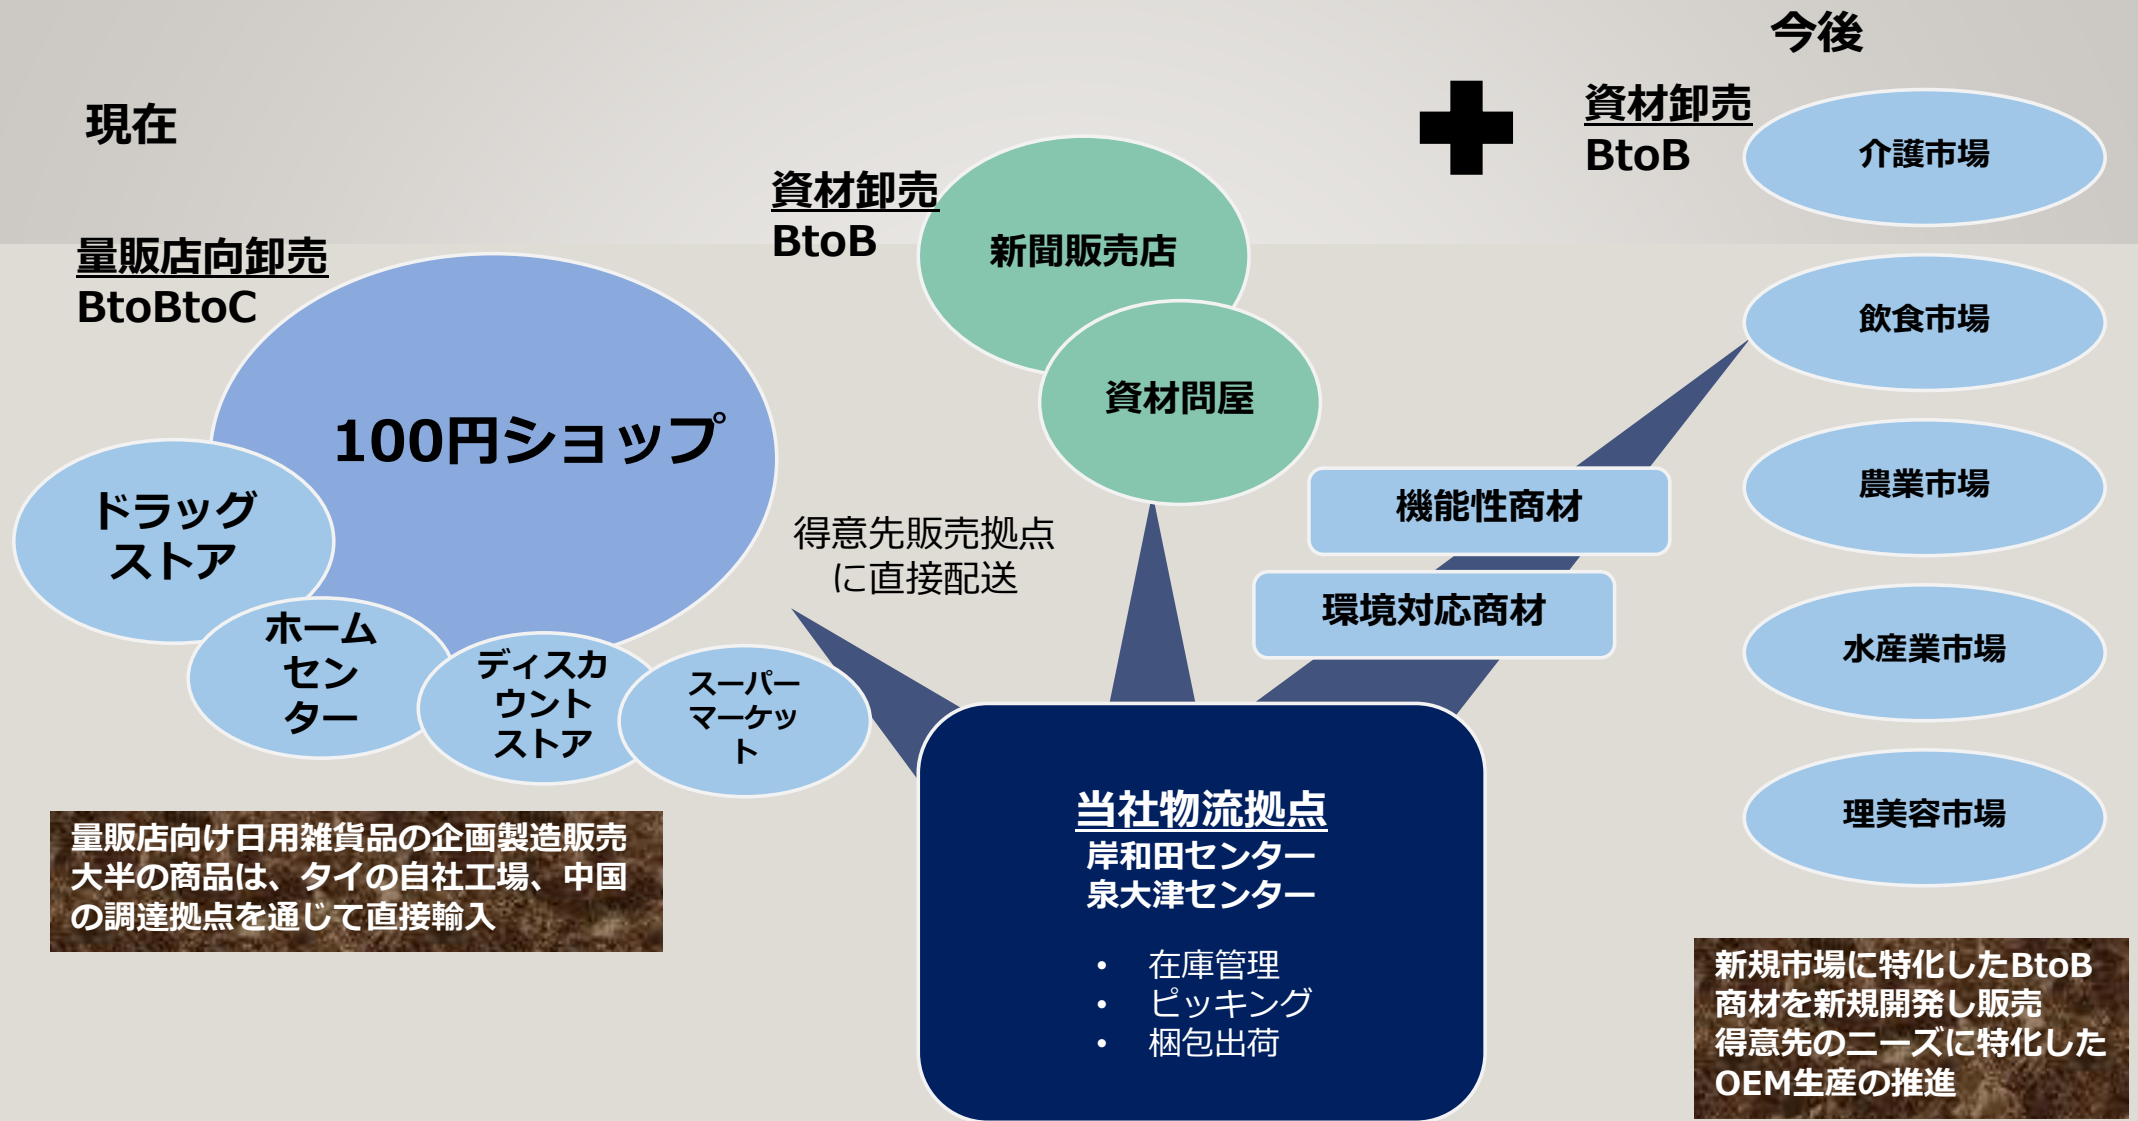 今後
現在
資材卸売
BtoB
介護市場
資材卸売
BtoB
新聞販売店
量販店向卸売
BtoBtoC
飲食市場
資材問屋
100円ショップ
農業市場
機能性商材
ドラッグ
ストア
得意先販売拠点
に直接配送
環境対応商材
ホーム
セン
ター
ディスカ
ウント
ストア
スーパー
マーケッ
ト
水産業市場
理美容市場
当社物流拠点
岸和田センター
泉大津センター
• 在庫管理
• ピッキング
• 梱包出荷
量販店向け日用雑貨品の企画製造販売
大半の商品は、タイの自社工場、中国
の調達拠点を通じて直接輸入
新規市場に特化したBtoB
商材を新規開発し販売
得意先のニーズに特化した
OEM生産の推進